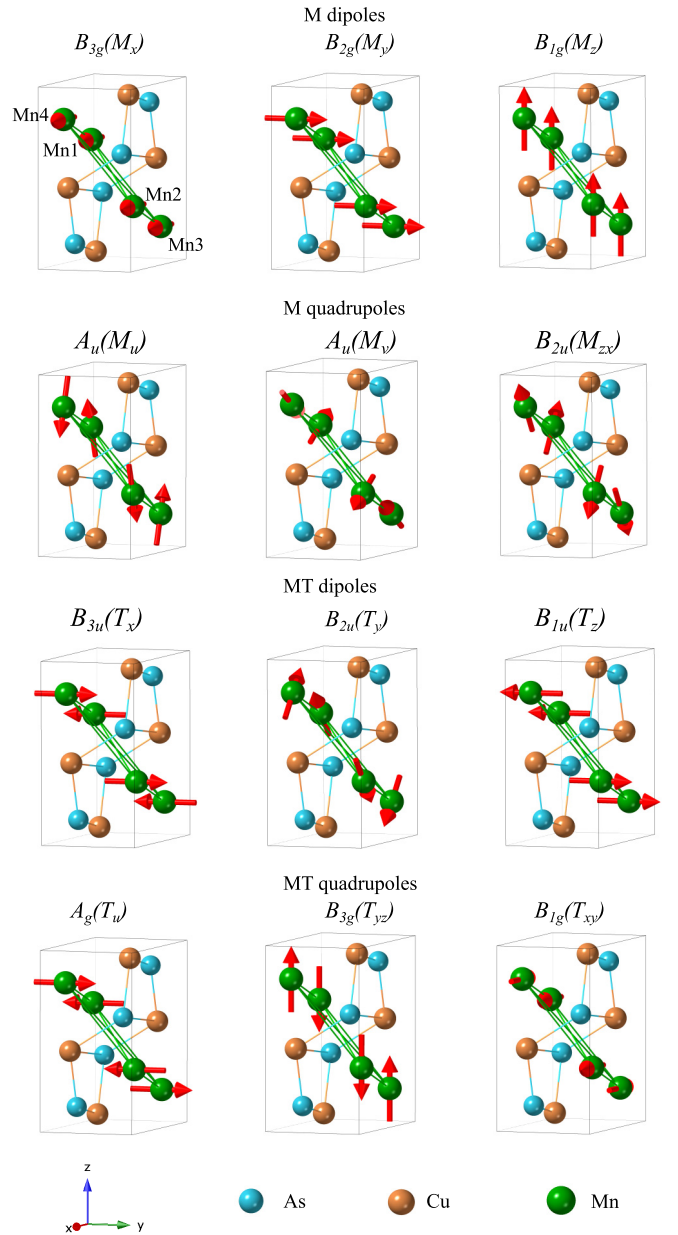 M dipoles
B3g(Mx) B2g(My) B1g(Mz)
Mn4
Mn1
Mn2
Mn3
M quadrupoles
Au(Mu) Au(Mv) B2u(Mzx)
MT dipoles
B3u(Tx) B2u(Ty) B1u(Tz)
MT quadrupoles
Ag(Tu) B3g(Tyz) B1g(Txy)
z
x y
As Cu Mn